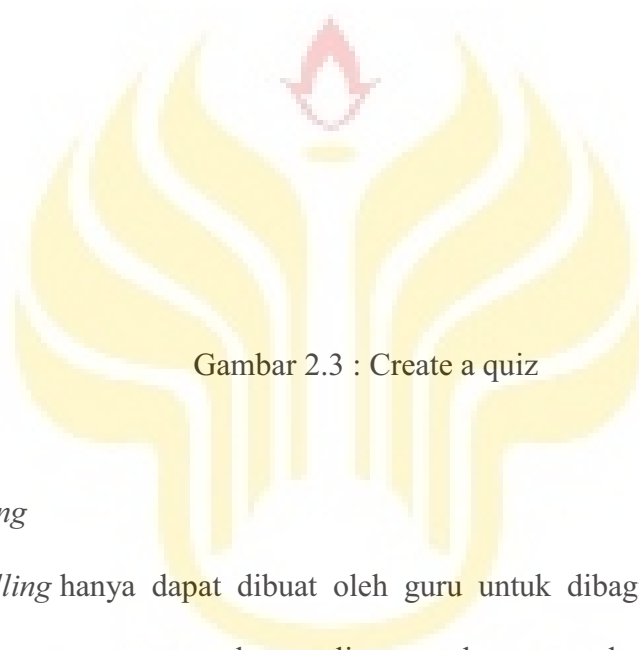 Gambar 2.3 : Create a quiz
ng
lling hanya dapat dibuat oleh guru untuk dibag